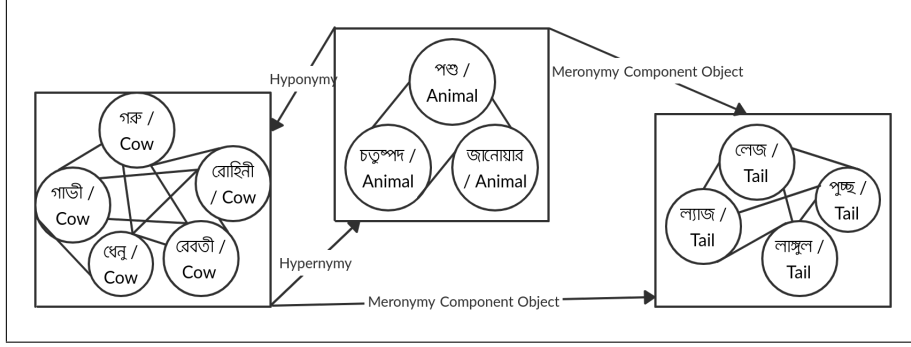 পশু /
Animal
Hyponymy
Meronymy Component Object
গরু /
Cow
চতুষ্পদ /
Animal
জানোয়ার
/ Animal
লেজ /
Tail
রোহিনী
/ Cow
গাভী /
Cow
পুচ্ছ /
Tail
ল্যাজ /
Tail
ধেনু /
Cow
রেবতী /
Cow
লাঙ্গুল /
Tail
Hypernymy
Meronymy Component Object